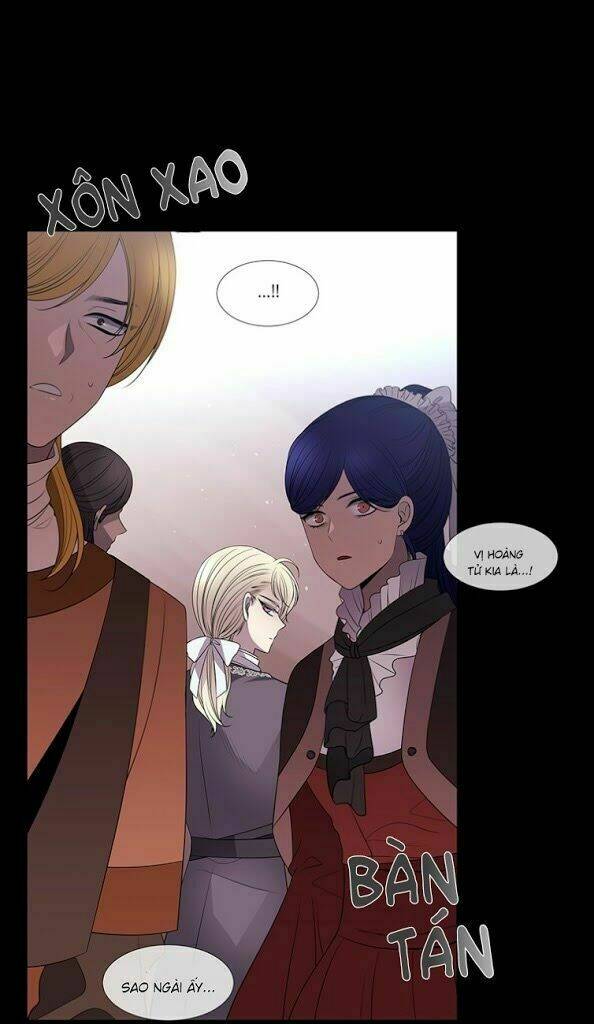 XÔN XAO
...!!
VỊ HOÀNG
TỬ KIA LÀ...!
BÀN
TÁN
SAO NGÀI ẤY...